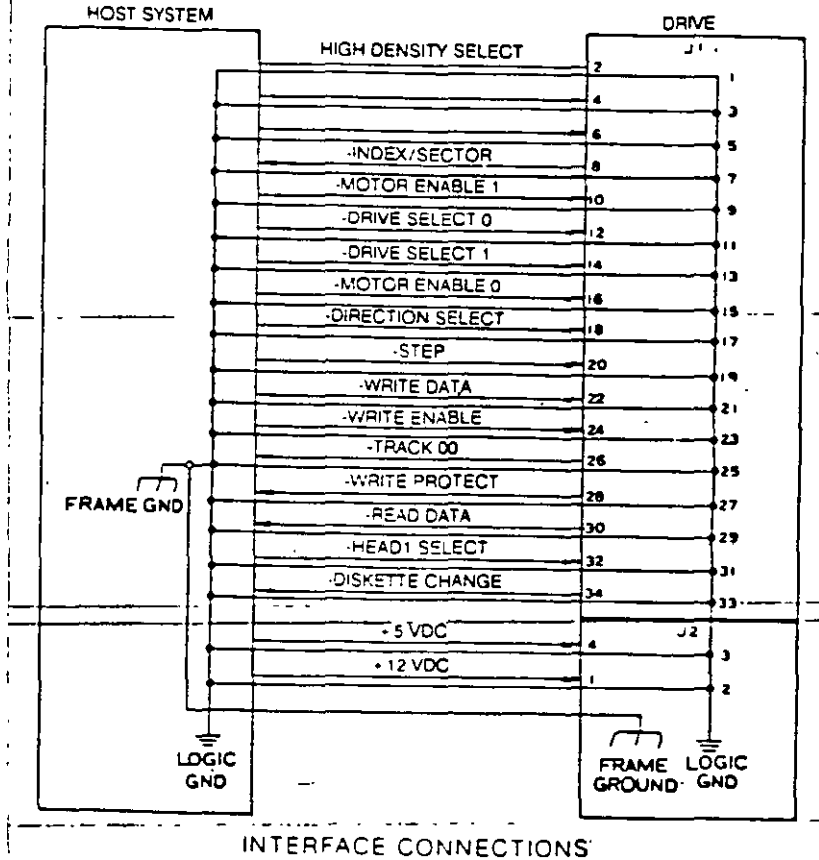 HOST SYSTEM
DRIVE
J1
HIGH DENSITY SELECT
2
1
4
3
6
5
-INDEX/SECTOR
8
7
-MOTOR ENABLE 1
10
9
-DRIVE SELECT 0
12
11
-DRIVE SELECT 1
14
13
-MOTOR ENABLE 0
16
15
-DIRECTION SELECT
18
17
-STEP
20
19
-WRITE DATA
22
21
-WRITE ENABLE
24
23
-TRACK 00
26
25
FRAME GND
-WRITE PROTECT
28
27
-READ DATA
30
29
-HEAD1 SELECT
32
31
-DISKETTE CHANGE
34
33
J2
+5 VDC
4
3
+12 VDC
1
2
LOGIC
GND
FRAME
GROUND
LOGIC
GND
INTERFACE CONNECTIONS